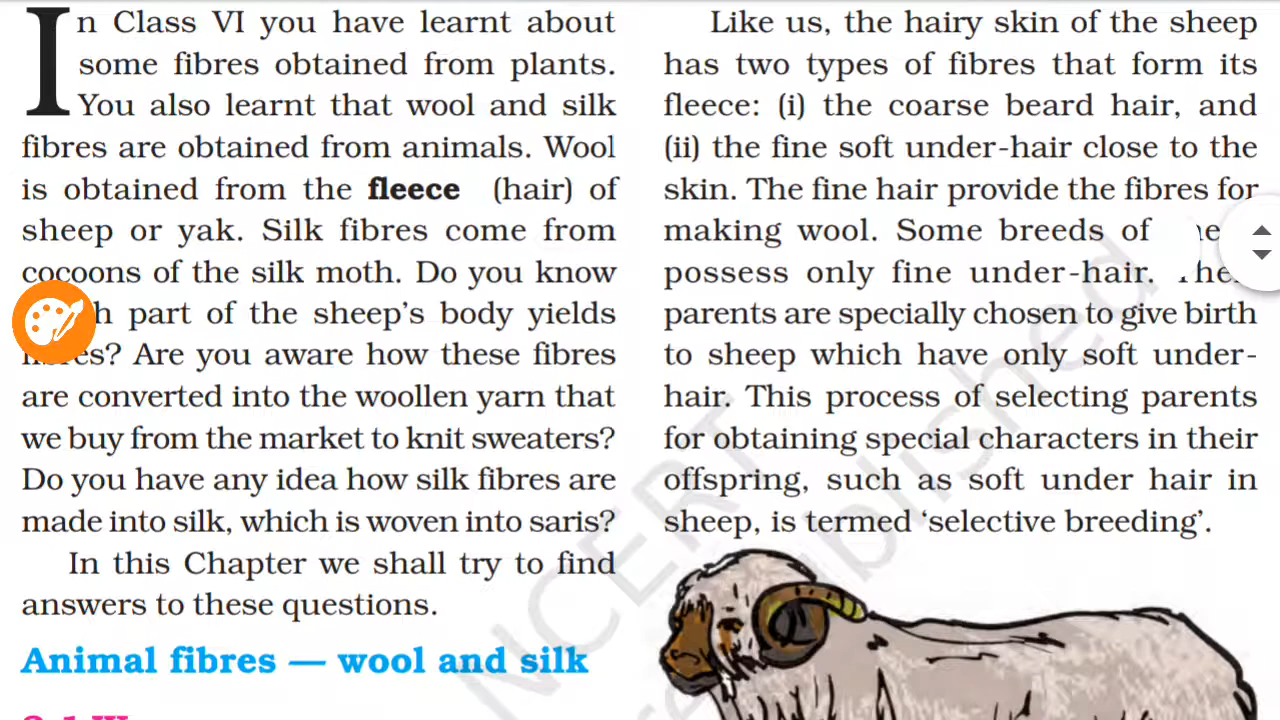 In Class VI you have learnt about
some fibres obtained from plants.
You also learnt that wool and silk
fibres are obtained from animals. Wool
is obtained from the fleece (hair) of
sheep or yak. Silk fibres come from
cocoons of the silk moth. Do you know
part of the sheep's body yields
Are you aware how these fibres
are converted into the woollen yarn that
we buy from the market to knit sweaters?
Do you have any idea how silk fibres are
made into silk, which is woven into saris?
In this Chapter we shall try to find
answers to these questions.
Animal fibres — wool and silk
Like us, the hairy skin of the sheep
has two types of fibres that form its
fleece: (i) the coarse beard hair, and
(ii) the fine soft under-hair close to the
skin. The fine hair provide the fibres for
making wool. Some breeds of
possess only fine under-hair.
parents are specially chosen to give birth
to sheep which have only soft under-
hair. This process of selecting parents
for obtaining special characters in their
offspring, such as soft under hair in
sheep, is termed 'selective breeding'.
NCERT